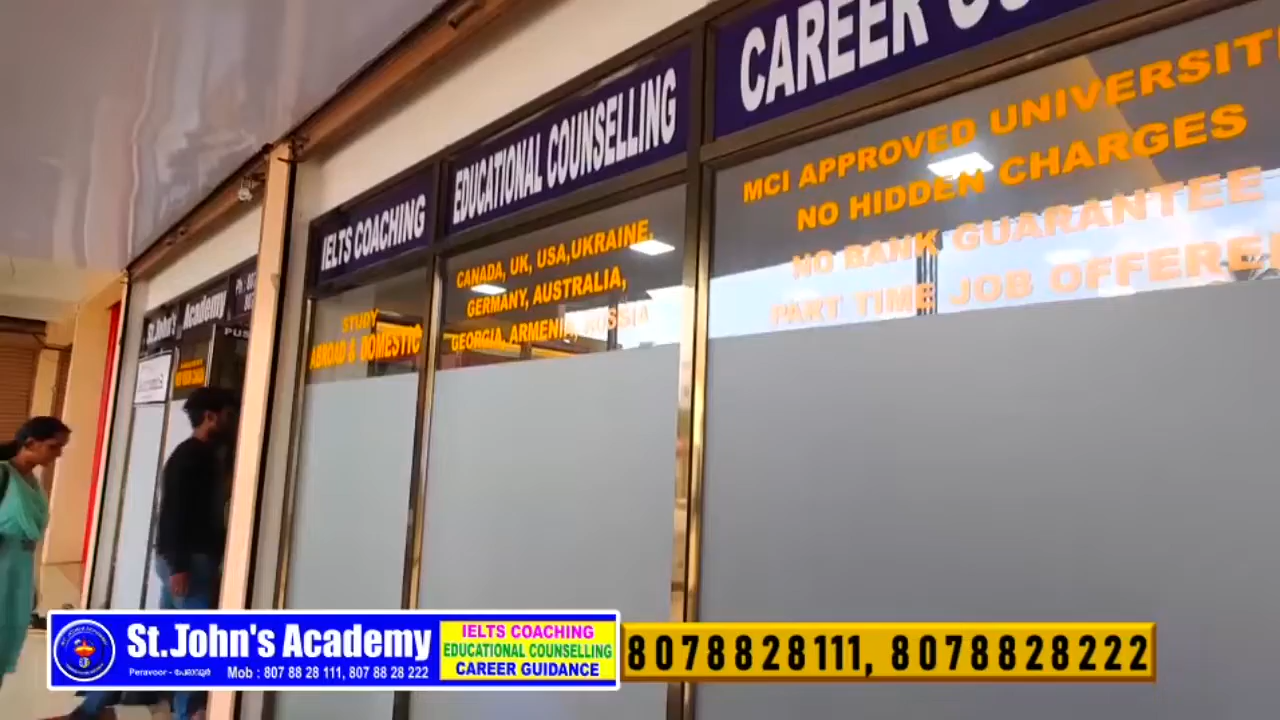 CAREER
EDUCATIONAL COUNSELLING
IELTS COACHING
MCI APPROVED UNIVERSIT
NO HIDDEN CHARGES
NO BANK GUARANTEE
PART TIME JOB OFFERE
CANADA, UK, USA,UKRAINE,
GERMANY, AUSTRALIA,
GEORGIA, ARMENIA, RUSSIA
STUDY
ABROAD & DOMESTIC
St.John's Academy
St.John's Academy
Peravoor - പേരാവൂർ
Mob : 807 88 28 111, 807 88 28 222
IELTS COACHING
EDUCATIONAL COUNSELLING
CAREER GUIDANCE
8078828111, 8078828222